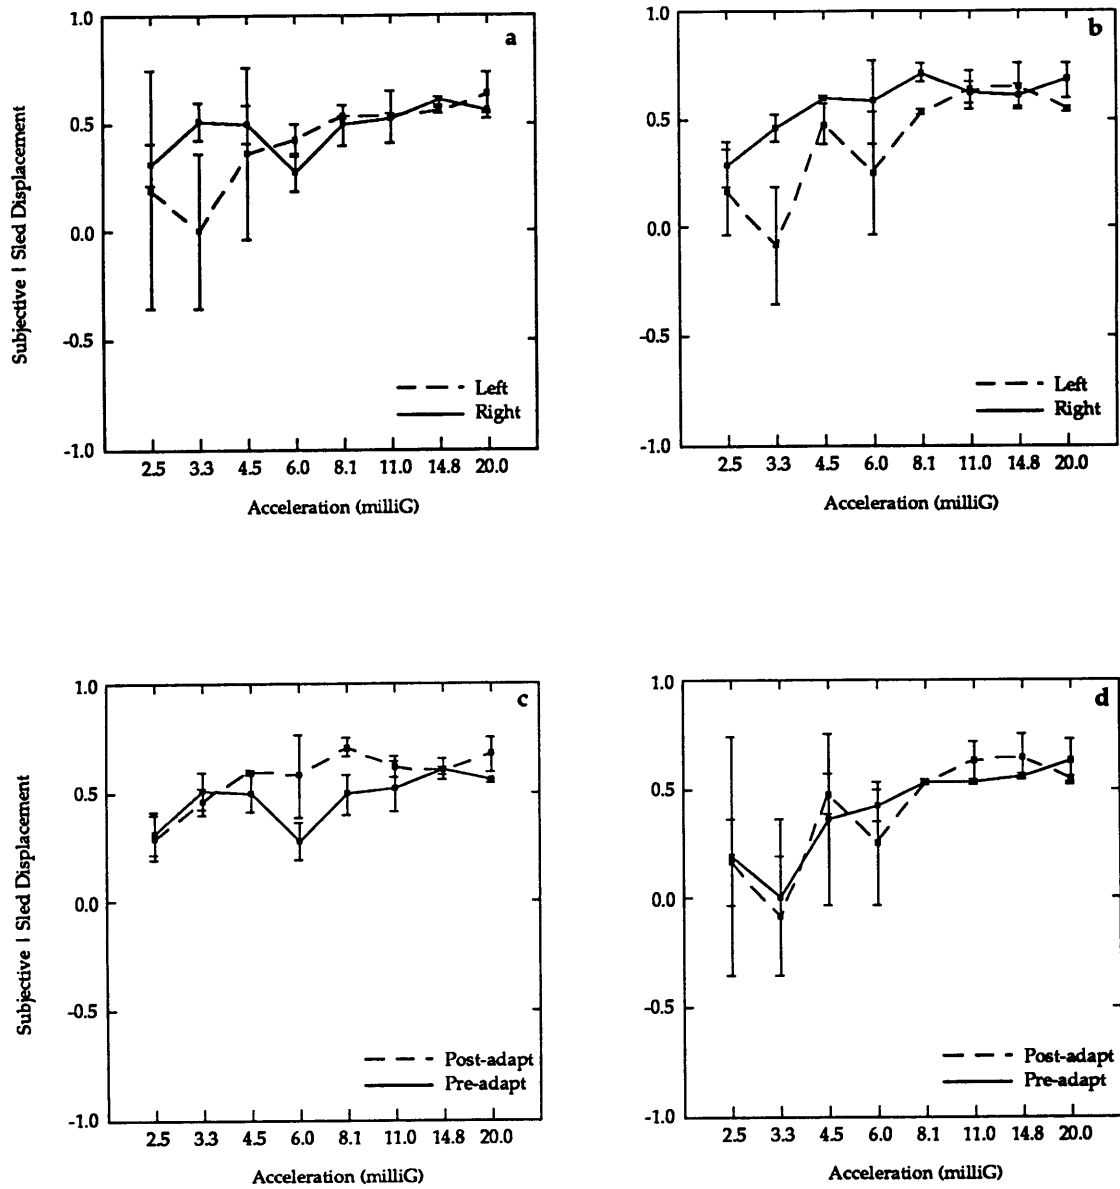 a
1.0
0.5
0.0
-0.5
-1.0
Subjective | Sled Displacement
Left
Right
2.5 3.3 4.5 6.0 8.1 11.0 14.8 20.0
Acceleration (milliG)
b
1.0
0.5
0.0
-0.5
-1.0
Left
Right
2.5 3.3 4.5 6.0 8.1 11.0 14.8 20.0
Acceleration (milliG)
c
1.0
0.5
0.0
-0.5
-1.0
Subjective | Sled Displacement
Post-adapt
Pre-adapt
2.5 3.3 4.5 6.0 8.1 11.0 14.8 20.0
Acceleration (milliG)
d
1.0
0.5
0.0
-0.5
-1.0
Post-adapt
Pre-adapt
2.5 3.3 4.5 6.0 8.1 11.0 14.8 20.0
Acceleration (milliG)